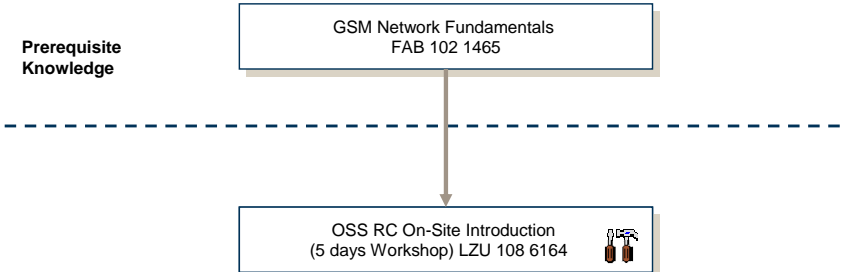 GSM Network Fundamentals
FAB 102 1465
Prerequisite
Knowledge
OSS RC On-Site Introduction
(5 days Workshop) LZU 108 6164